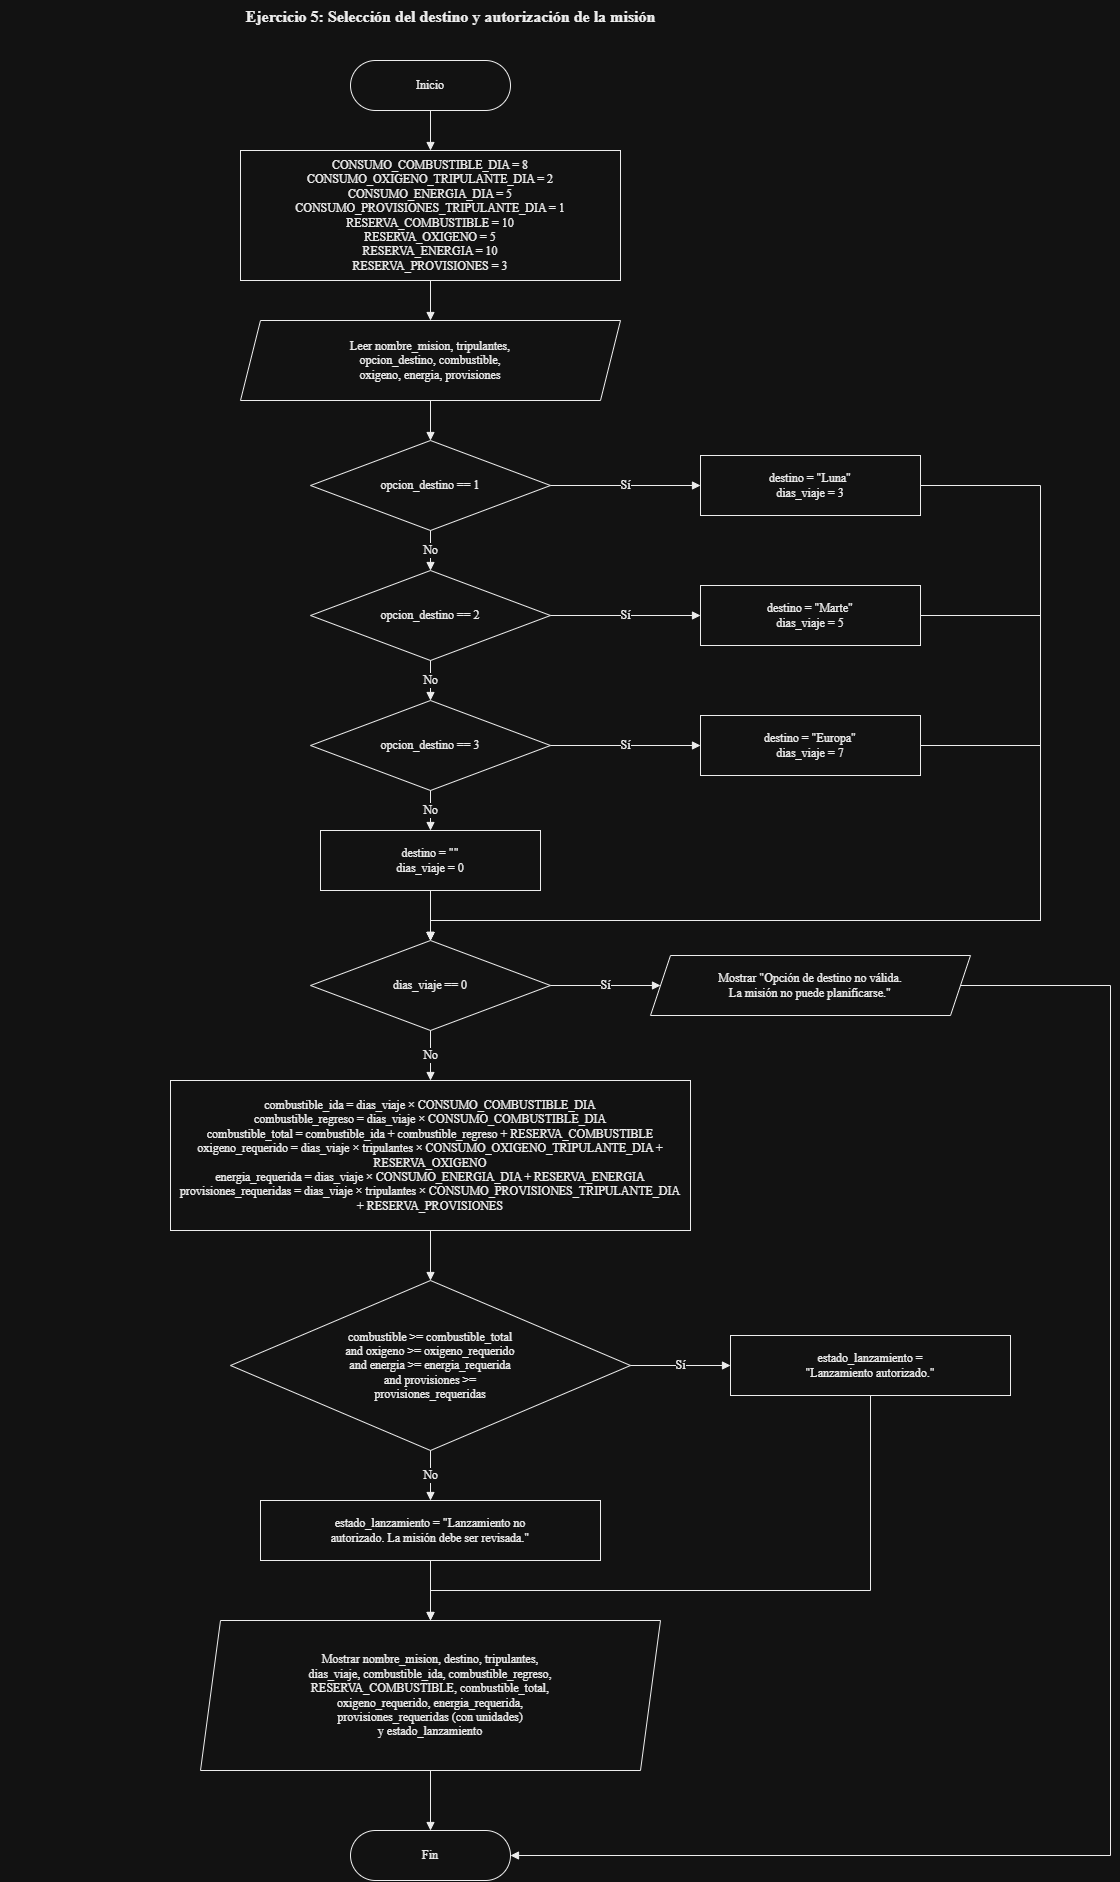 Ejercicio 5: Selección del destino y autorización de la misión
Inicio
CONSUMO_COMBUSTIBLE_DIA = 8
CONSUMO_OXIGENO_TRIPULANTE_DIA = 2
CONSUMO_ENERGIA_DIA = 5
CONSUMO_PROVISIONES_TRIPULANTE_DIA = 1
RESERVA_COMBUSTIBLE = 10
RESERVA_OXIGENO = 5
RESERVA_ENERGIA = 10
RESERVA_PROVISIONES = 3
Leer nombre_mision, tripulantes,
opcion_destino, combustible,
oxigeno, energia, provisiones
opcion_destino == 1
Sí
destino = "Luna"
dias_viaje = 3
No
opcion_destino == 2
Sí
destino = "Marte"
dias_viaje = 5
No
opcion_destino == 3
Sí
destino = "Europa"
dias_viaje = 7
No
destino = ""
dias_viaje = 0
dias_viaje == 0
Sí
Mostrar "Opción de destino no válida.
La misión no puede planificarse."
No
combustible_ida = dias_viaje × CONSUMO_COMBUSTIBLE_DIA
combustible_regreso = dias_viaje × CONSUMO_COMBUSTIBLE_DIA
combustible_total = combustible_ida + combustible_regreso + RESERVA_COMBUSTIBLE
oxigeno_requerido = dias_viaje × tripulantes × CONSUMO_OXIGENO_TRIPULANTE_DIA +
RESERVA_OXIGENO
energia_requerida = dias_viaje × CONSUMO_ENERGIA_DIA + RESERVA_ENERGIA
provisiones_requeridas = dias_viaje × tripulantes × CONSUMO_PROVISIONES_TRIPULANTE_DIA
+ RESERVA_PROVISIONES
combustible >= combustible_total
and oxigeno >= oxigeno_requerido
and energia >= energia_requerida
and provisiones >=
provisiones_requeridas
Sí
estado_lanzamiento =
"Lanzamiento autorizado."
No
estado_lanzamiento = "Lanzamiento no
autorizado. La misión debe ser revisada."
Mostrar nombre_mision, destino, tripulantes,
dias_viaje, combustible_ida, combustible_regreso,
RESERVA_COMBUSTIBLE, combustible_total,
oxigeno_requerido, energia_requerida,
provisiones_requeridas (con unidades)
y estado_lanzamiento
Fin